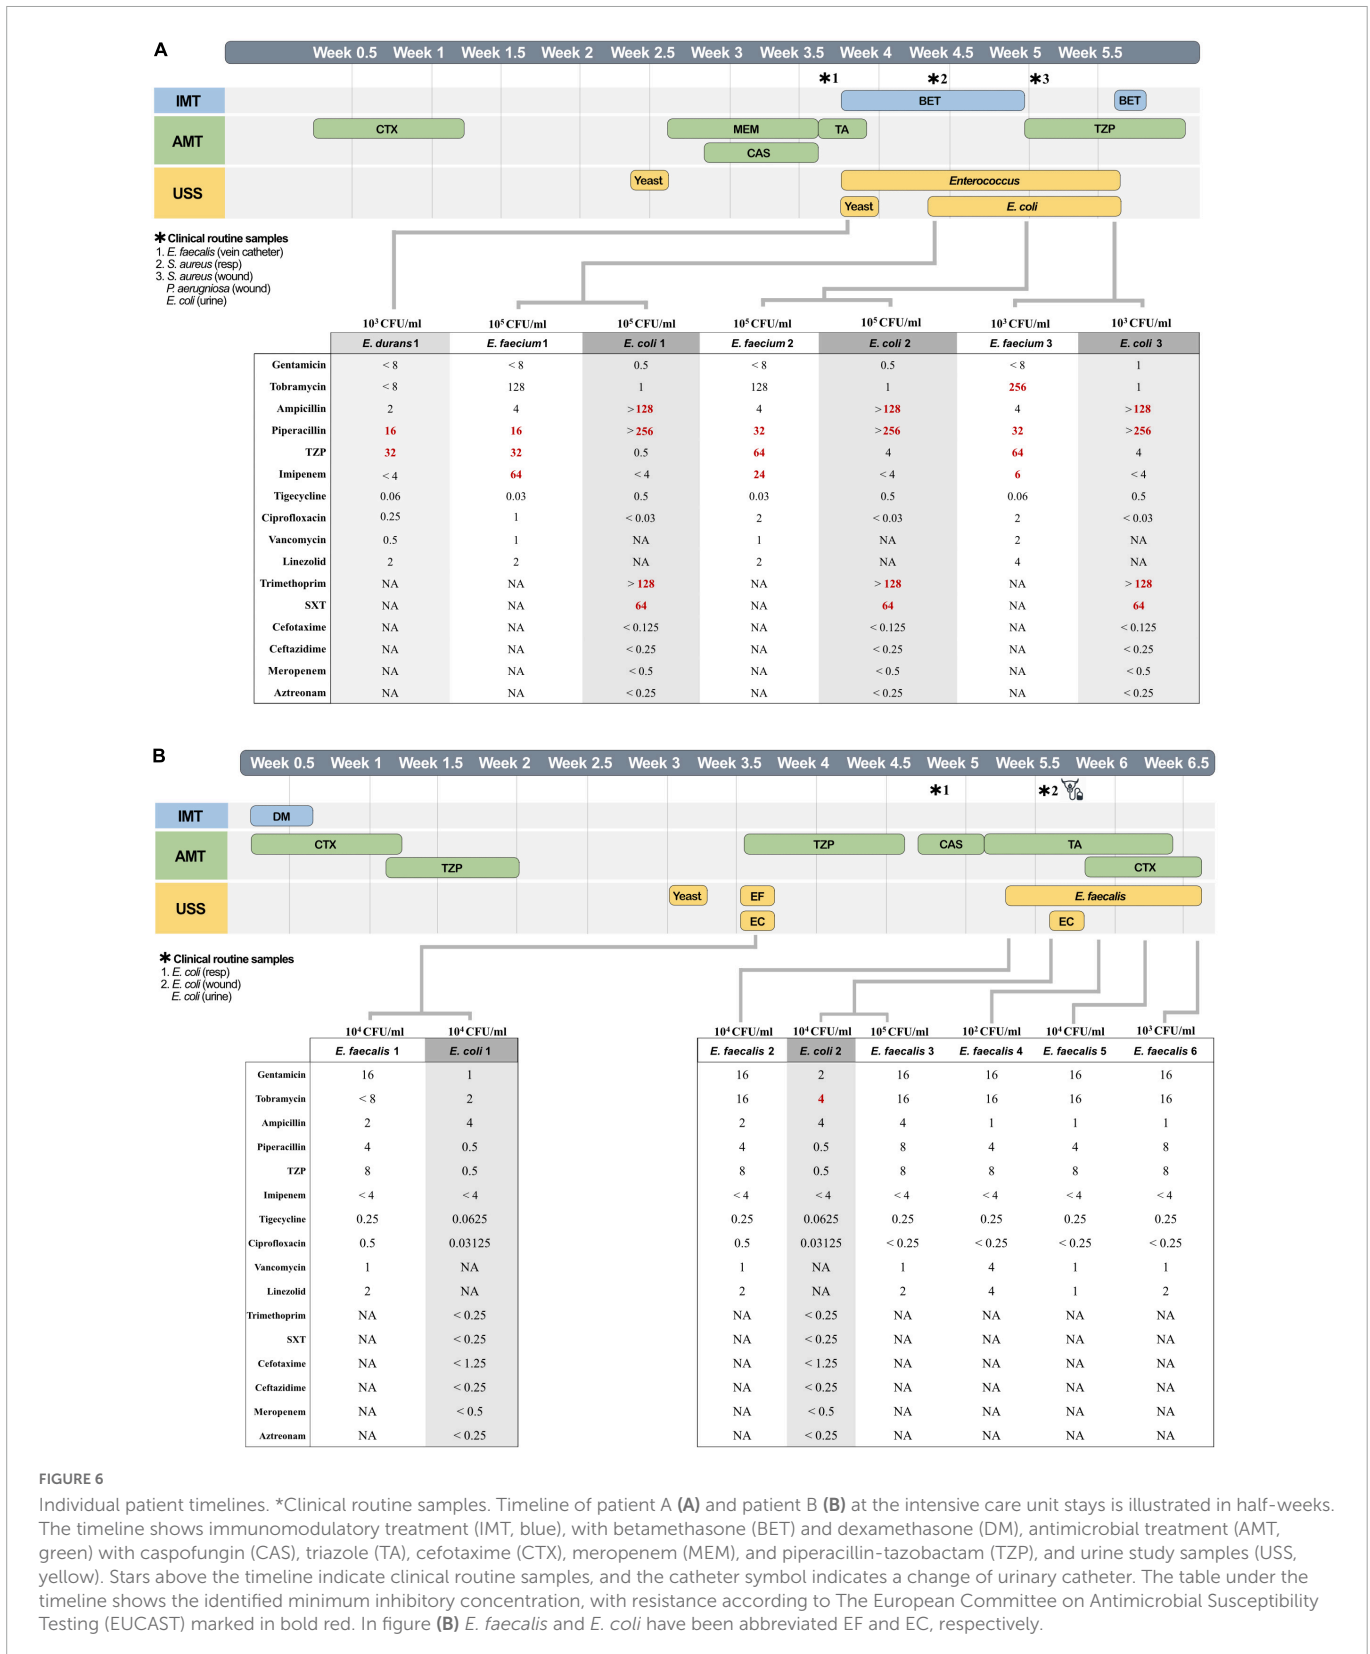 A
Week 0.5 Week 1 Week 1.5 Week 2 Week 2.5 Week 3 Week 3.5 Week 4 Week 4.5 Week 5 Week 5.5
*1 *2 *3
IMT BET BET
AMT CTX MEM TA TZP
CAS
USS Yeast Enterococcus
Yeast E. coli
* Clinical routine samples
1. E. faecalis (vein catheter)
2. S. aureus (resp)
3. S. aureus (wound)
P. aerugniosa (wound)
E. coli (urine)
10³ CFU/ml 10⁵ CFU/ml 10⁵ CFU/ml 10⁵ CFU/ml 10⁵ CFU/ml 10³ CFU/ml 10³ CFU/ml
E. durans 1 E. faecium 1 E. coli 1 E. faecium 2 E. coli 2 E. faecium 3 E. coli 3
Gentamicin < 8 < 8 0.5 < 8 0.5 < 8 1
Tobramycin < 8 128 1 128 1 256 1
Ampicillin 2 4 > 128 4 > 128 4 > 128
Piperacillin 16 16 > 256 32 > 256 32 > 256
TZP 32 32 0.5 64 4 64 4
Imipenem < 4 64 < 4 24 < 4 6 < 4
Tigecycline 0.06 0.03 0.5 0.03 0.5 0.06 0.5
Ciprofloxacin 0.25 1 < 0.03 2 < 0.03 2 < 0.03
Vancomycin 0.5 1 NA 1 NA 2 NA
Linezolid 2 2 NA 2 NA 4 NA
Trimethoprim NA NA > 128 NA > 128 NA > 128
SXT NA NA 64 NA 64 NA 64
Cefotaxime NA NA < 0.125 NA < 0.125 NA < 0.125
Ceftazidime NA NA < 0.25 NA < 0.25 NA < 0.25
Meropenem NA NA < 0.5 NA < 0.5 NA < 0.5
Aztreonam NA NA < 0.25 NA < 0.25 NA < 0.25
B
Week 0.5 Week 1 Week 1.5 Week 2 Week 2.5 Week 3 Week 3.5 Week 4 Week 4.5 Week 5 Week 5.5 Week 6 Week 6.5
*1 *2
IMT DM
AMT CTX TZP CAS TA
TZP CTX
USS Yeast EF E. faecalis
EC EC
* Clinical routine samples
1. E. coli (resp)
2. E. coli (wound)
E. coli (urine)
10⁴ CFU/ml 10⁴ CFU/ml 10⁴ CFU/ml 10⁴ CFU/ml 10⁵ CFU/ml 10² CFU/ml 10⁴ CFU/ml 10³ CFU/ml
E. faecalis 1 E. coli 1 E. faecalis 2 E. coli 2 E. faecalis 3 E. faecalis 4 E. faecalis 5 E. faecalis 6
Gentamicin 16 1 16 2 16 16 16 16
Tobramycin < 8 2 16 4 16 16 16 16
Ampicillin 2 4 2 4 4 1 1 1
Piperacillin 4 0.5 4 0.5 8 4 4 8
TZP 8 0.5 8 0.5 8 8 8 8
Imipenem < 4 < 4 < 4 < 4 < 4 < 4 < 4 < 4
Tigecycline 0.25 0.0625 0.25 0.0625 0.25 0.25 0.25 0.25
Ciprofloxacin 0.5 0.03125 0.5 0.03125 < 0.25 < 0.25 < 0.25 < 0.25
Vancomycin 1 NA 1 NA 1 4 1 1
Linezolid 2 NA 2 NA 2 4 1 2
Trimethoprim NA < 0.25 NA < 0.25 NA NA NA NA
SXT NA < 0.25 NA < 0.25 NA NA NA NA
Cefotaxime NA < 1.25 NA < 1.25 NA NA NA NA
Ceftazidime NA < 0.25 NA < 0.25 NA NA NA NA
Meropenem NA < 0.5 NA < 0.5 NA NA NA NA
Aztreonam NA < 0.25 NA < 0.25 NA NA NA NA
FIGURE 6
Individual patient timelines. *Clinical routine samples. Timeline of patient A (A) and patient B (B) at the intensive care unit stays is illustrated in half-weeks.
The timeline shows immunomodulatory treatment (IMT, blue), with betamethasone (BET) and dexamethasone (DM), antimicrobial treatment (AMT,
green) with caspofungin (CAS), triazole (TA), cefotaxime (CTX), meropenem (MEM), and piperacillin-tazobactam (TZP), and urine study samples (USS,
yellow). Stars above the timeline indicate clinical routine samples, and the catheter symbol indicates a change of urinary catheter. The table under the
timeline shows the identified minimum inhibitory concentration, with resistance according to The European Committee on Antimicrobial Susceptibility
Testing (EUCAST) marked in bold red. In figure (B) E. faecalis and E. coli have been abbreviated EF and EC, respectively.